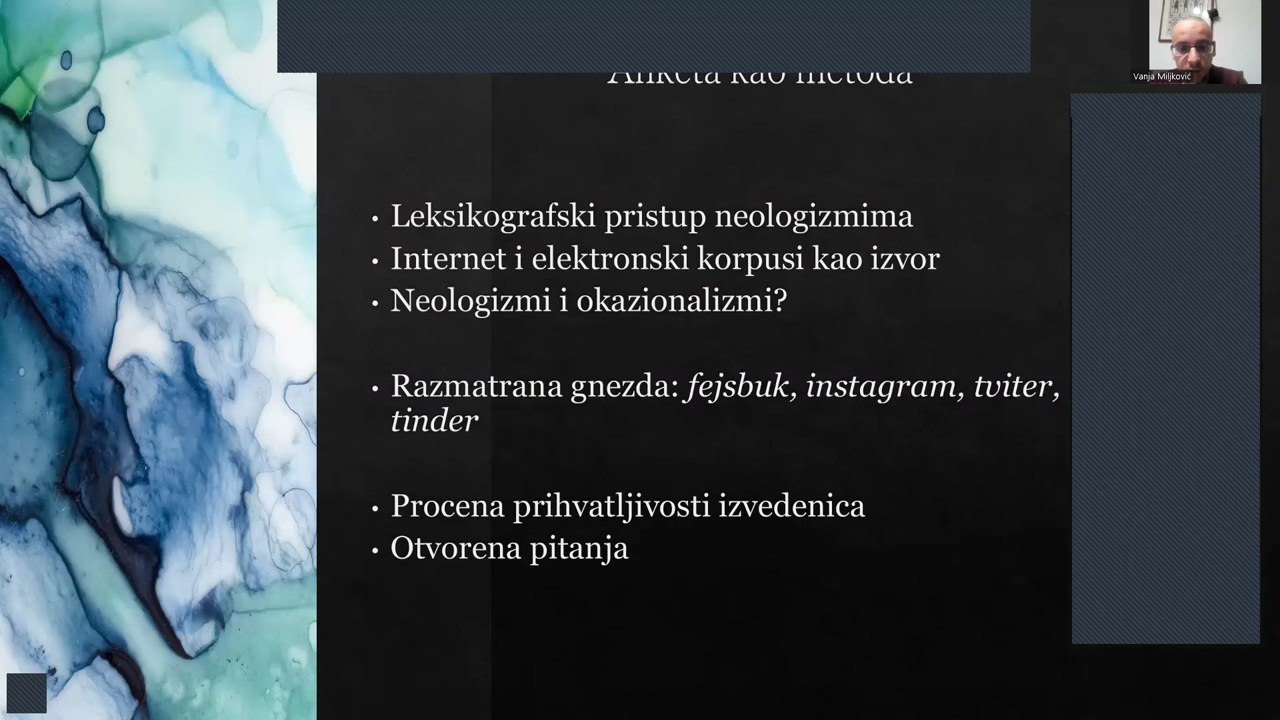 Anketa kao metoda
Vanja Miljković
• Leksikografski pristup neologizmima
• Internet i elektronski korpusi kao izvor
• Neologizmi i okazionalizmi?
• Razmatrana gnezda: fejsbuk, instagram, tviter,
tinder
• Procena prihvatljivosti izvedenica
• Otvorena pitanja